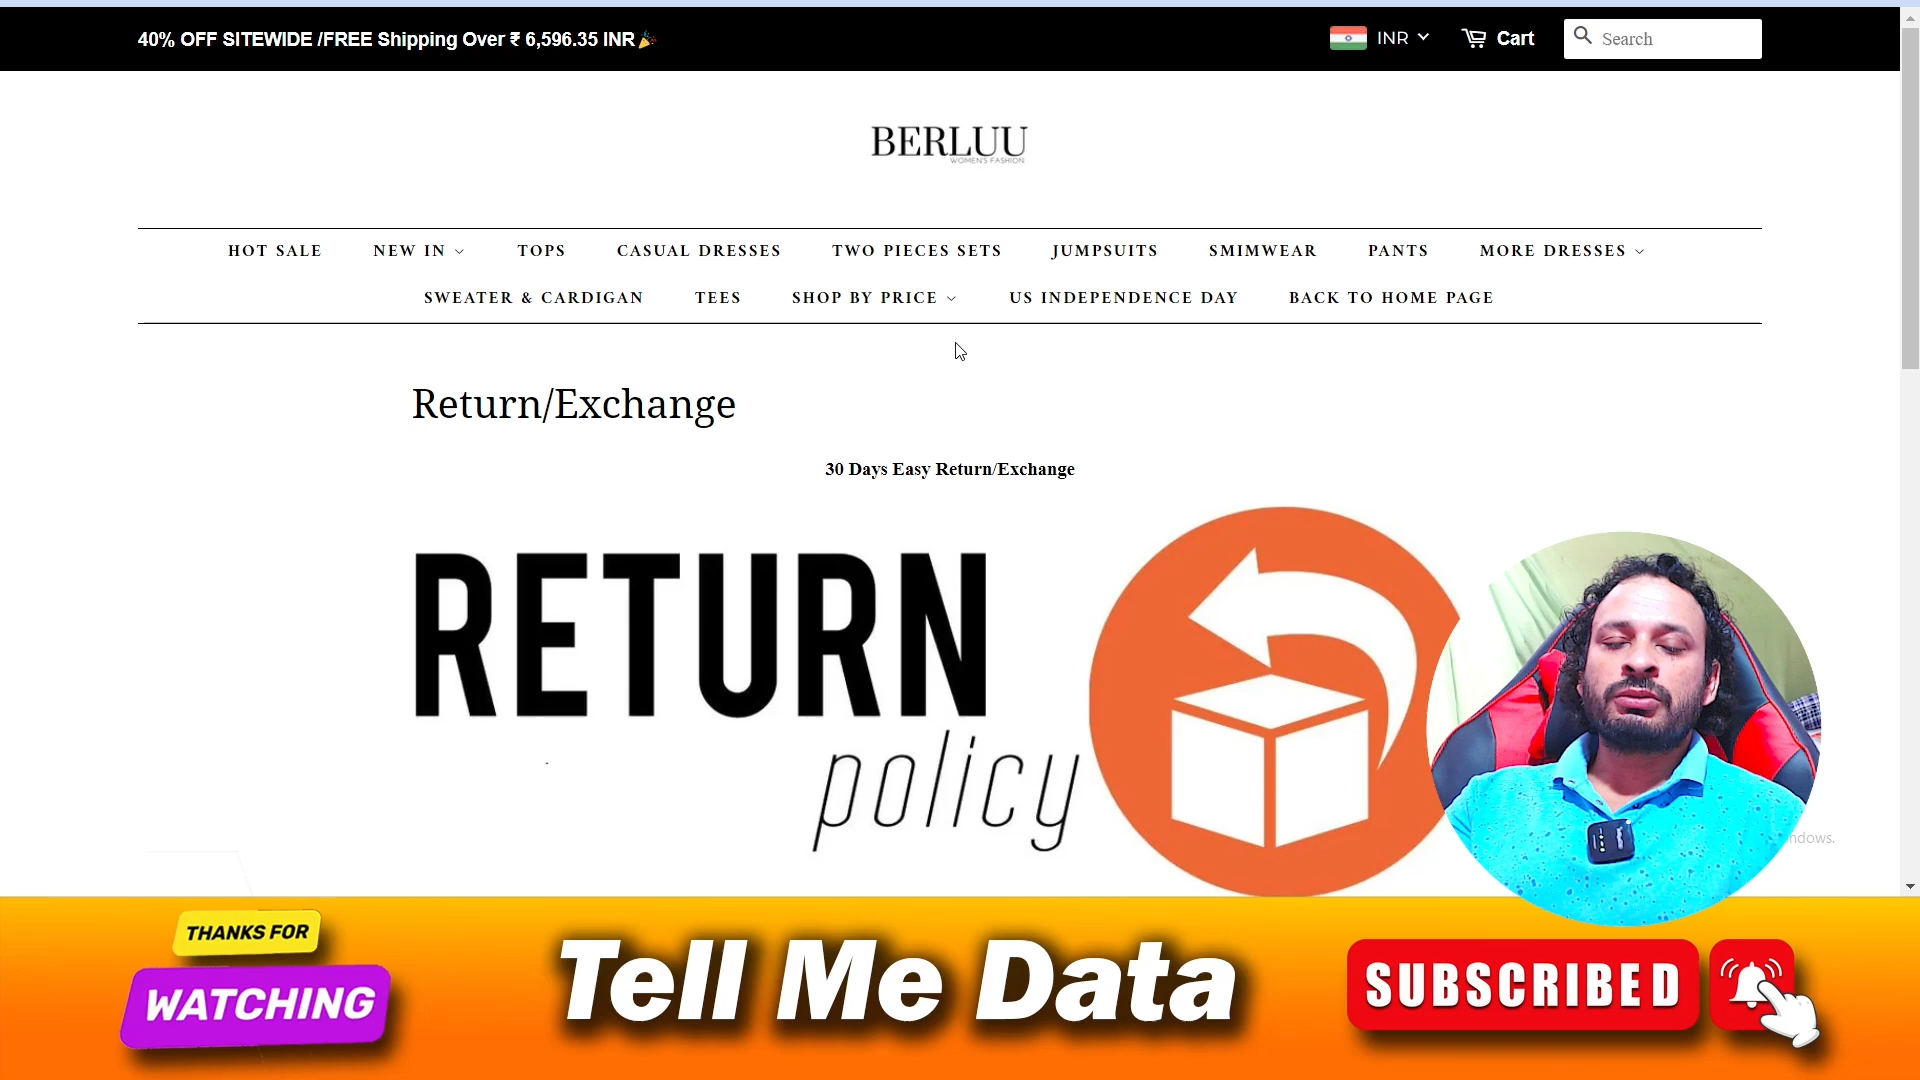 40% OFF SITEWIDE /FREE Shipping Over ₹ 6,596.35 INR🎉
INR
Cart
Search
BERLUU
WOMEN'S FASHION
HOT SALE
NEW IN
TOPS
CASUAL DRESSES
TWO PIECES SETS
JUMPSUITS
SMIMWEAR
PANTS
MORE DRESSES
SWEATER & CARDIGAN
TEES
SHOP BY PRICE
US INDEPENDENCE DAY
BACK TO HOME PAGE
Return/Exchange
30 Days Easy Return/Exchange
RETURN
policy
ndows.
THANKS FOR
WATCHING
Tell Me Data
SUBSCRIBED